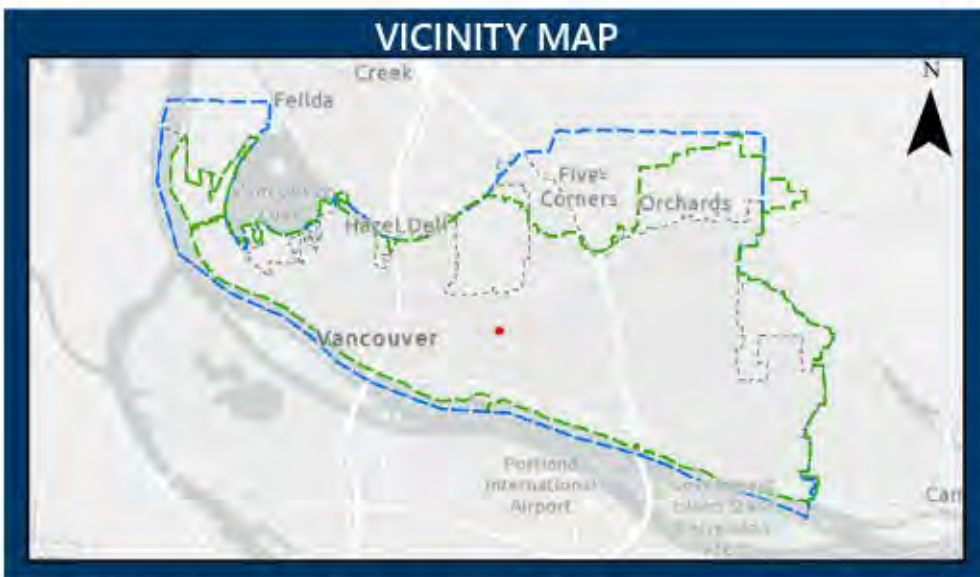 VICINITY MAP
Creek
N
Felida
Five
Corners
Orchards
Hazel Dell
Vancouver
Portland
International
Airport